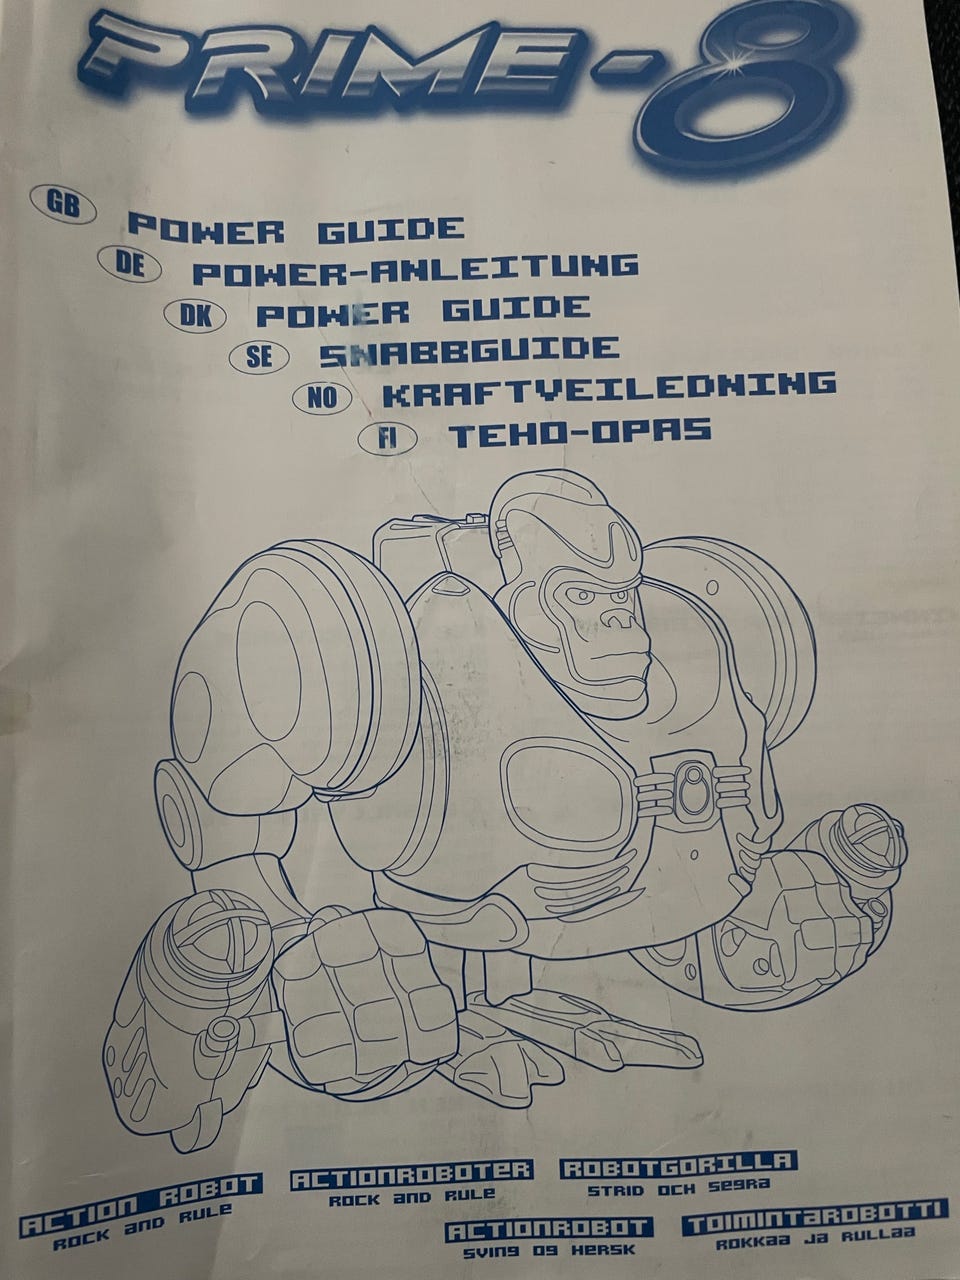 PRIME-8
GB POWER GUIDE
DE POWER-ANLEITUNG
DK POWER GUIDE
SE SNABBGUIDE
NO KRAFTVEILEDNING
FI TEHO-OPAS
ACTION ROBOT
ROCK AND RULE
ACTIONROBOTER
ROCK AND RULE
ROBOTGORILLA
STRID OCH SEGRA
ACTIONROBOT
SVING OG HERSK
TOIMINTAROBOTTI
ROKKAA JA RULLAA